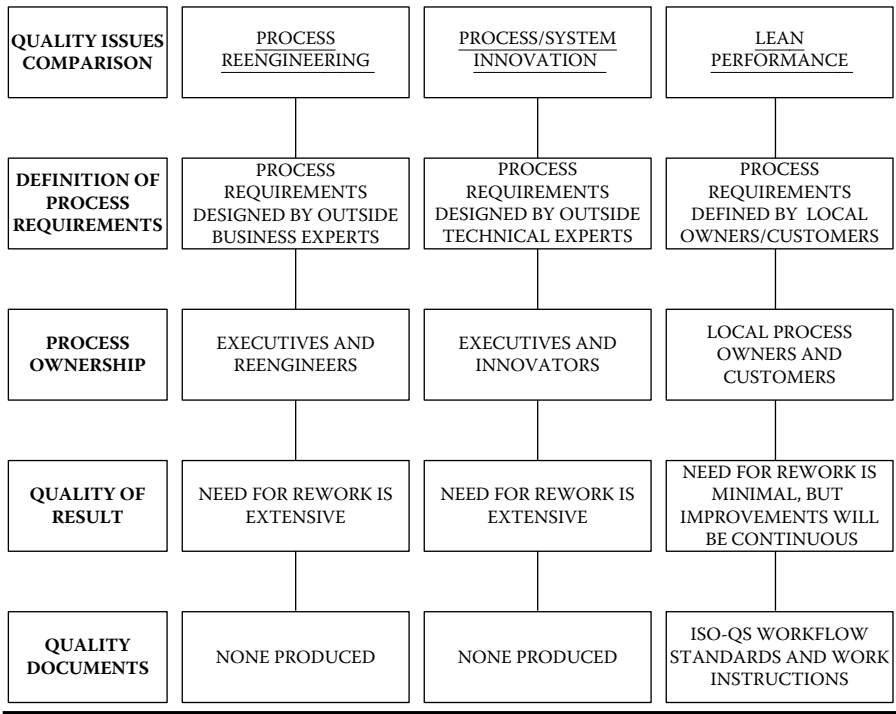 QUALITY ISSUES
COMPARISON
PROCESS
REENGINEERING
PROCESS/SYSTEM
INNOVATION
LEAN
PERFORMANCE
DEFINITION OF
PROCESS
REQUIREMENTS
PROCESS
REQUIREMENTS
DESIGNED BY OUTSIDE
BUSINESS EXPERTS
PROCESS
REQUIREMENTS
DESIGNED BY OUTSIDE
TECHNICAL EXPERTS
PROCESS
REQUIREMENTS
DEFINED BY LOCAL
OWNERS/CUSTOMERS
PROCESS
OWNERSHIP
EXECUTIVES AND
REENGINEERS
EXECUTIVES AND
INNOVATORS
LOCAL PROCESS
OWNERS AND
CUSTOMERS
QUALITY OF
RESULT
NEED FOR REWORK IS
EXTENSIVE
NEED FOR REWORK IS
EXTENSIVE
NEED FOR REWORK IS
MINIMAL, BUT
IMPROVEMENTS WILL
BE CONTINUOUS
QUALITY
DOCUMENTS
NONE PRODUCED
NONE PRODUCED
ISO-QS WORKFLOW
STANDARDS AND WORK
INSTRUCTIONS